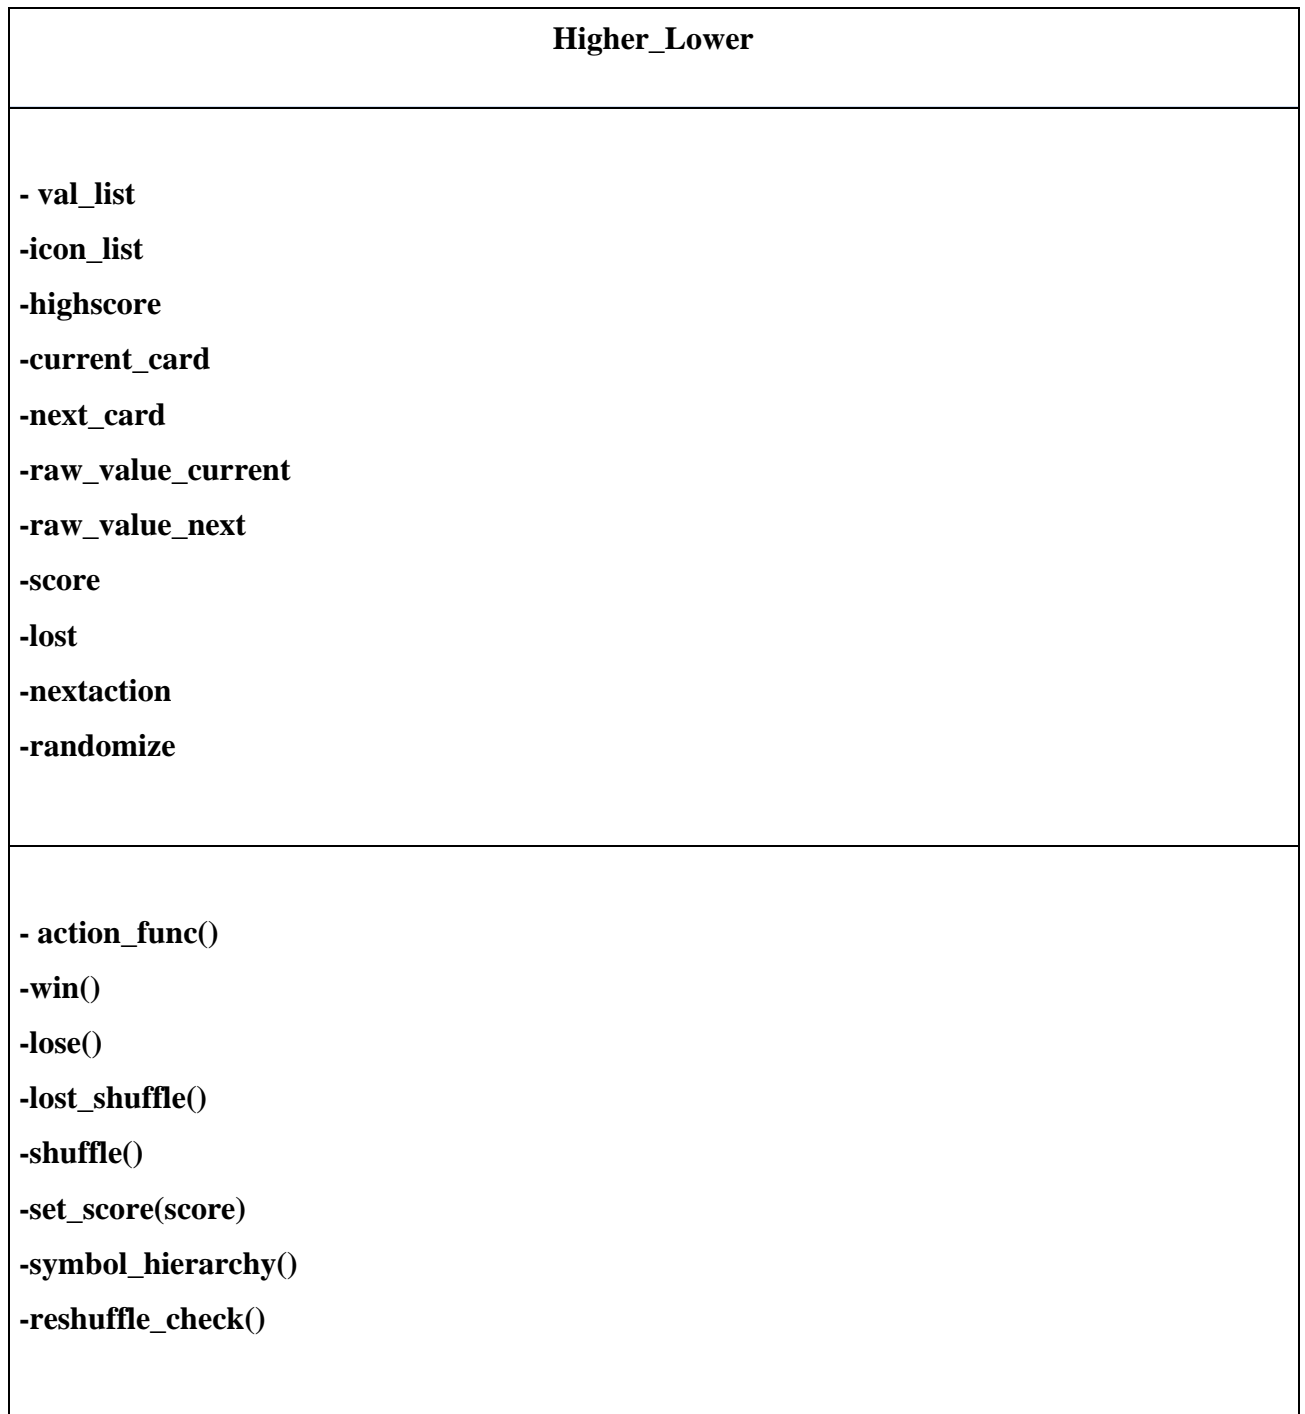 Higher_Lower
- val_list
-icon_list
-highscore
-current_card
-next_card
-raw_value_current
-raw_value_next
-score
-lost
-nextaction
-randomize
- action_func()
-win()
-lose()
-lost_shuffle()
-shuffle()
-set_score(score)
-symbol_hierarchy()
-reshuffle_check()